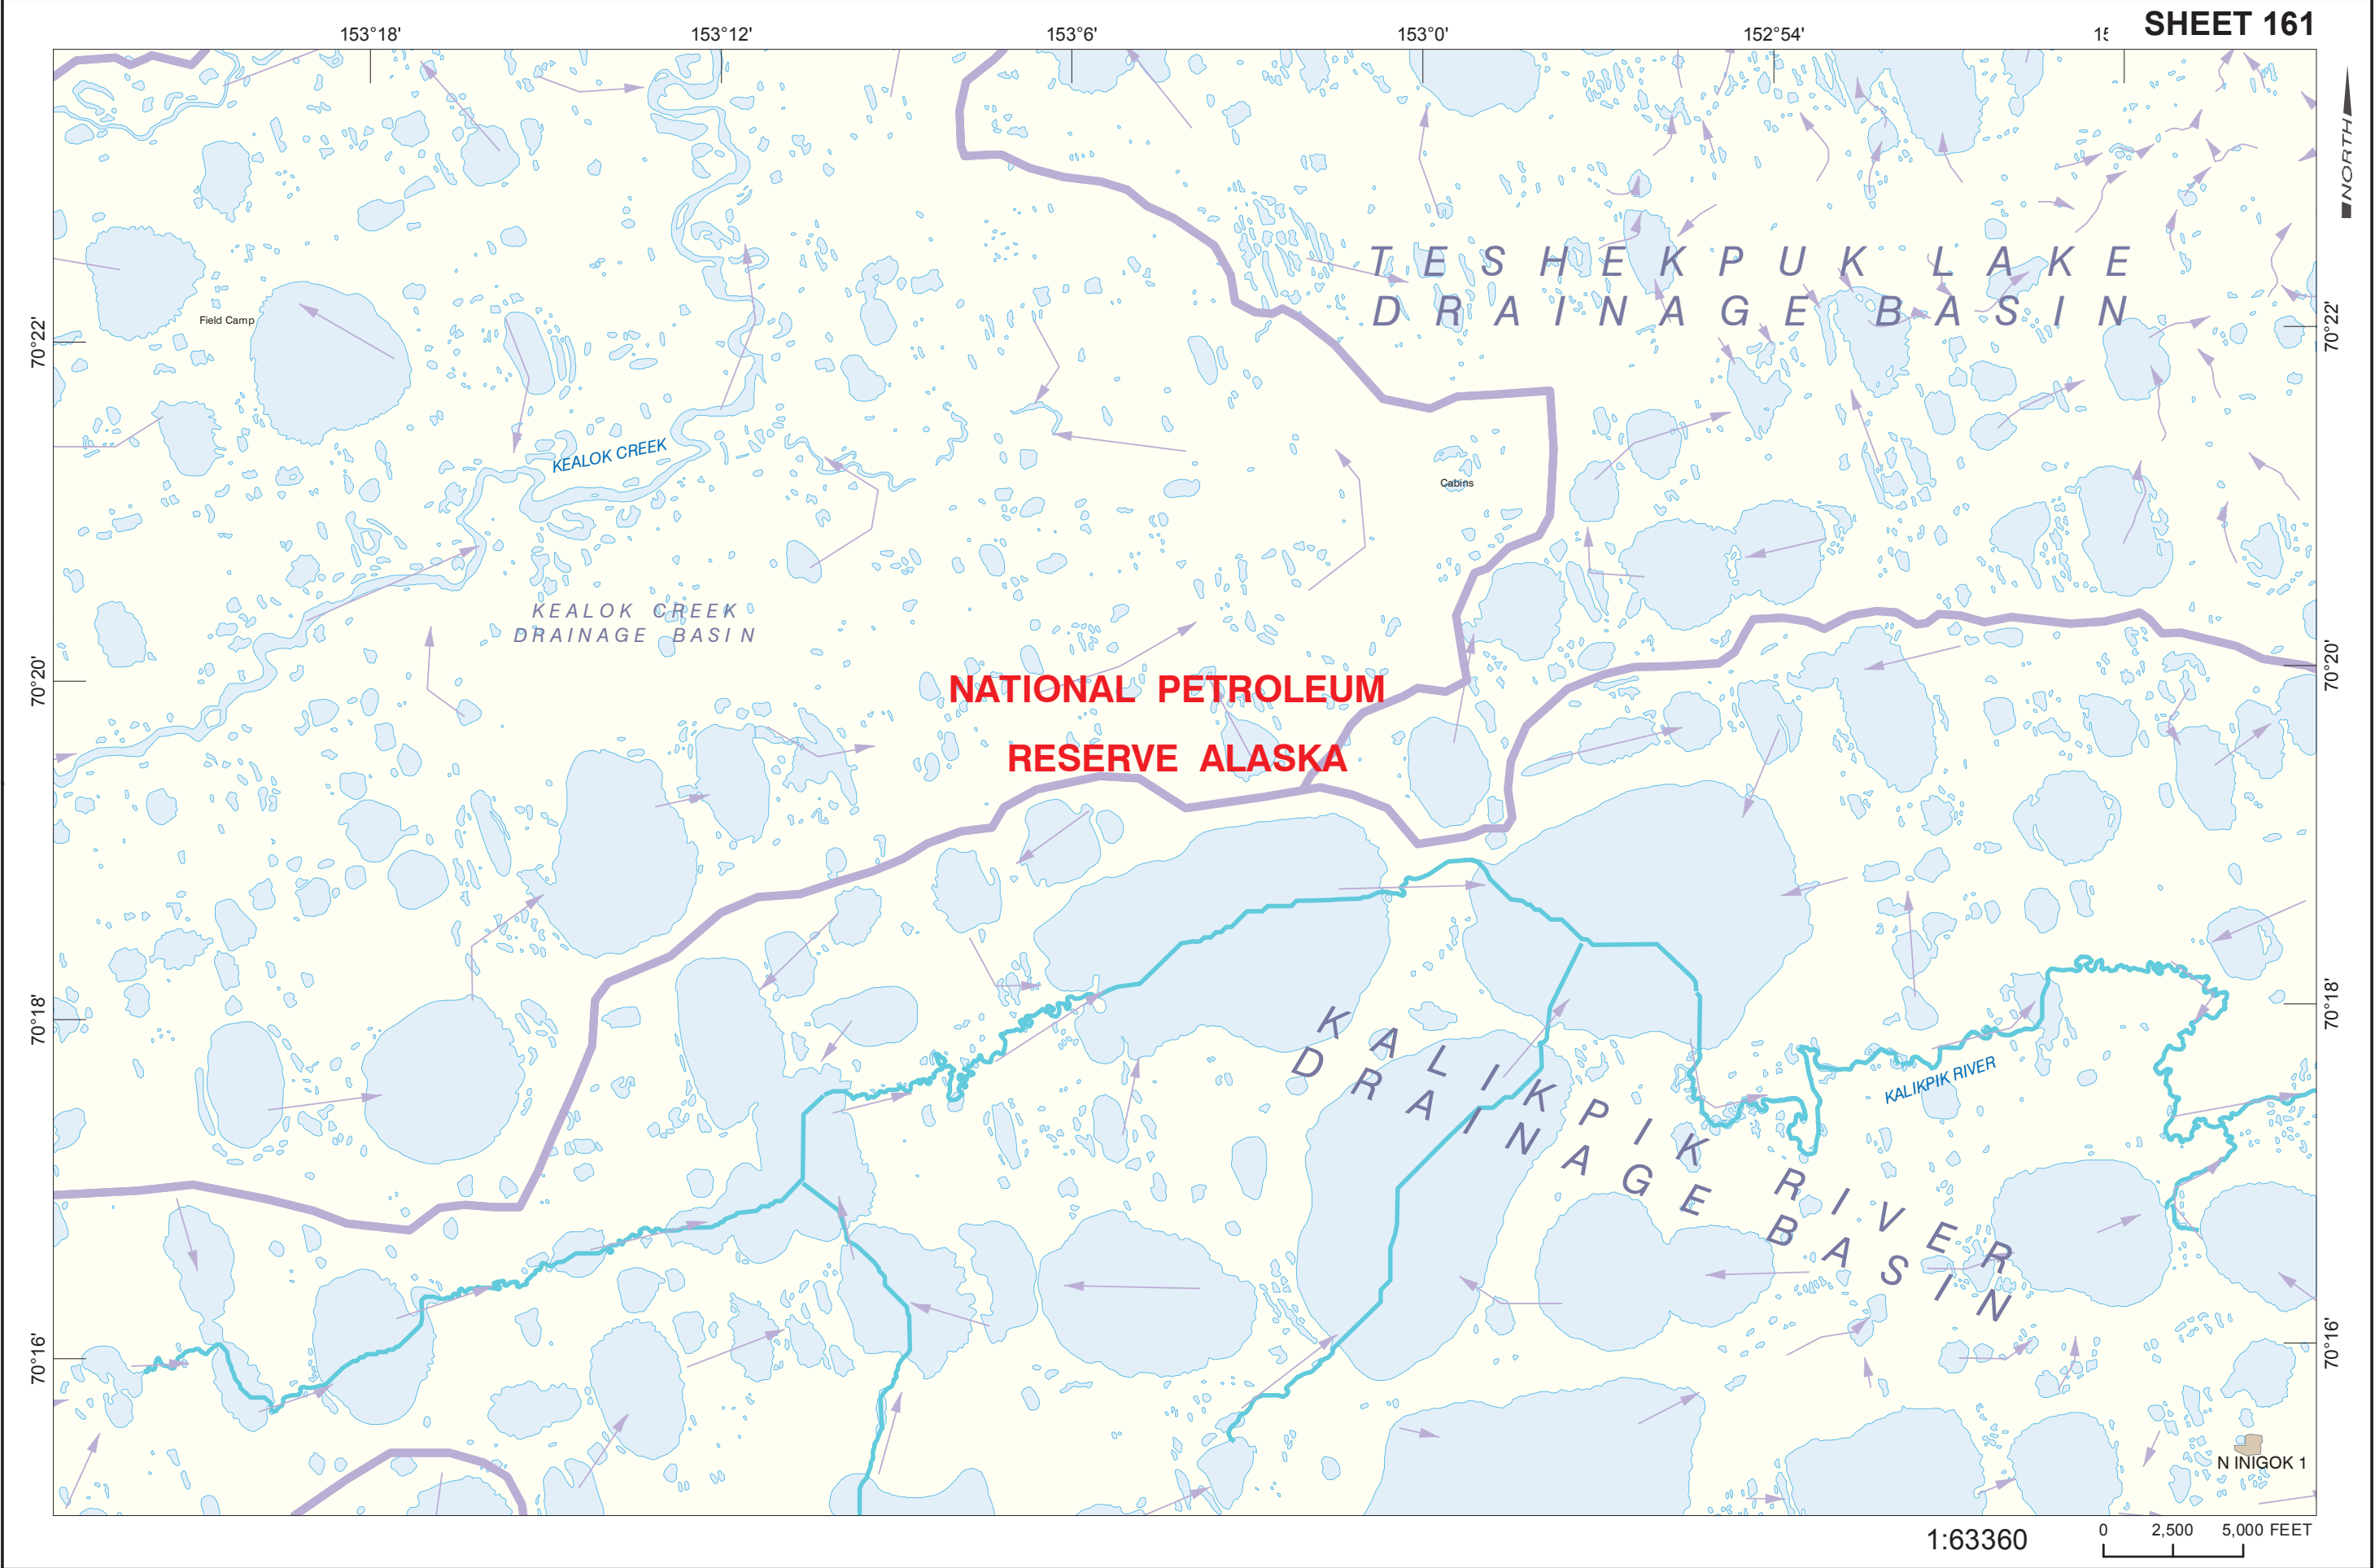 SHEET 161
153°18' 153°12' 153°6' 153°0' 152°54' 15
NORTH
TESHEKPUK LAKE
DRAINAGE BASIN
Field Camp
70°22' 70°22'
KEALOK CREEK
Cabins
KEALOK CREEK
DRAINAGE BASIN
70°20' 70°20'
NATIONAL PETROLEUM
RESERVE ALASKA
70°18' 70°18'
KALIKPIK RIVER
DRAINAGE BASIN
KALIKPIK RIVER
70°16' 70°16'
N INIGOK 1
1:63360
0 2,500 5,000 FEET